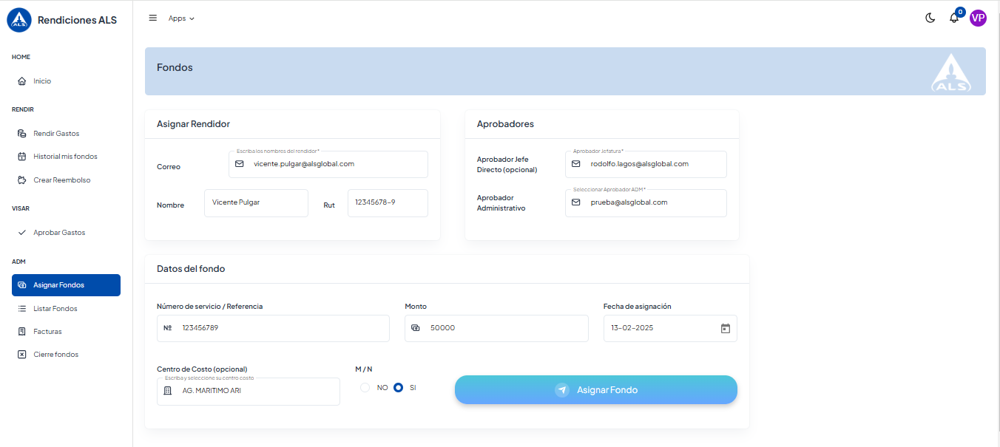 ALS
Rendiciones ALS
Apps
0
VP
HOME
Inicio
RENDIR
Rendir Gastos
Historial mis fondos
Crear Reembolso
VISAR
Aprobar Gastos
ADM
Asignar Fondos
Listar Fondos
Facturas
Cierre fondos
Fondos
ALS
Asignar Rendidor
Correo
Escriba los nombres del rendidor*
vicente.pulgar@alsglobal.com
Nombre
Vicente Pulgar
Rut
12345678-9
Aprobadores
Aprobador Jefe
Directo (opcional)
Aprobador Jefatura*
rodolfo.lagos@alsglobal.com
Aprobador
Administrativo
Seleccionar Aprobador ADM*
prueba@alsglobal.com
Datos del fondo
Número de servicio / Referencia
Nº 123456789
Monto
50000
Fecha de asignación
13-02-2025
Centro de Costo (opcional)
Escriba y seleccione su centro costo
AG. MARITIMO ARI
M / N
NO SI
Asignar Fondo